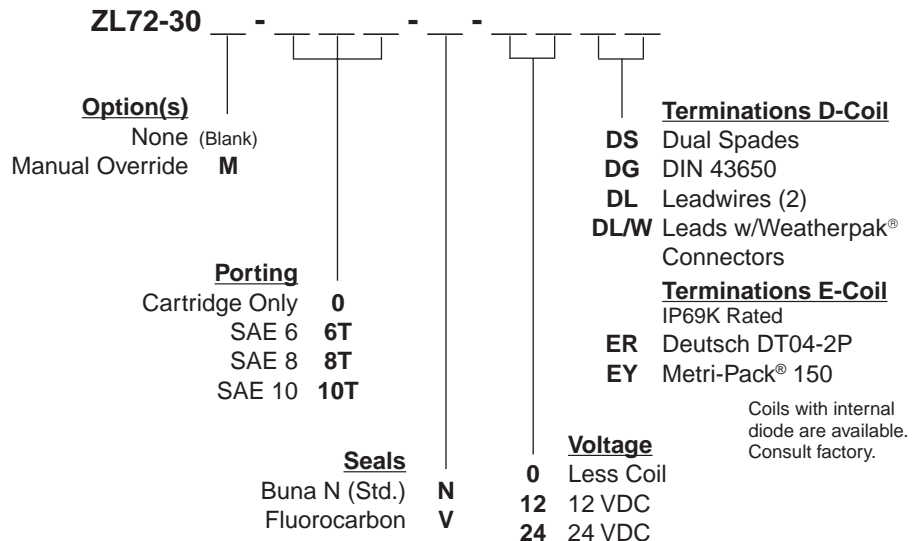 ZL72-30 __ - __ __ __ - __ - __ __ __ __
Option(s)
None (Blank)
Manual Override M
Porting
Cartridge Only 0
SAE 6 6T
SAE 8 8T
SAE 10 10T
Seals
Buna N (Std.) N
Fluorocarbon V
Voltage
0 Less Coil
12 12 VDC
24 24 VDC
Terminations D-Coil
DS Dual Spades
DG DIN 43650
DL Leadwires (2)
DL/W Leads w/Weatherpak®
Connectors
Terminations E-Coil
IP69K Rated
ER Deutsch DT04-2P
EY Metri-Pack® 150
Coils with internal
diode are available.
Consult factory.